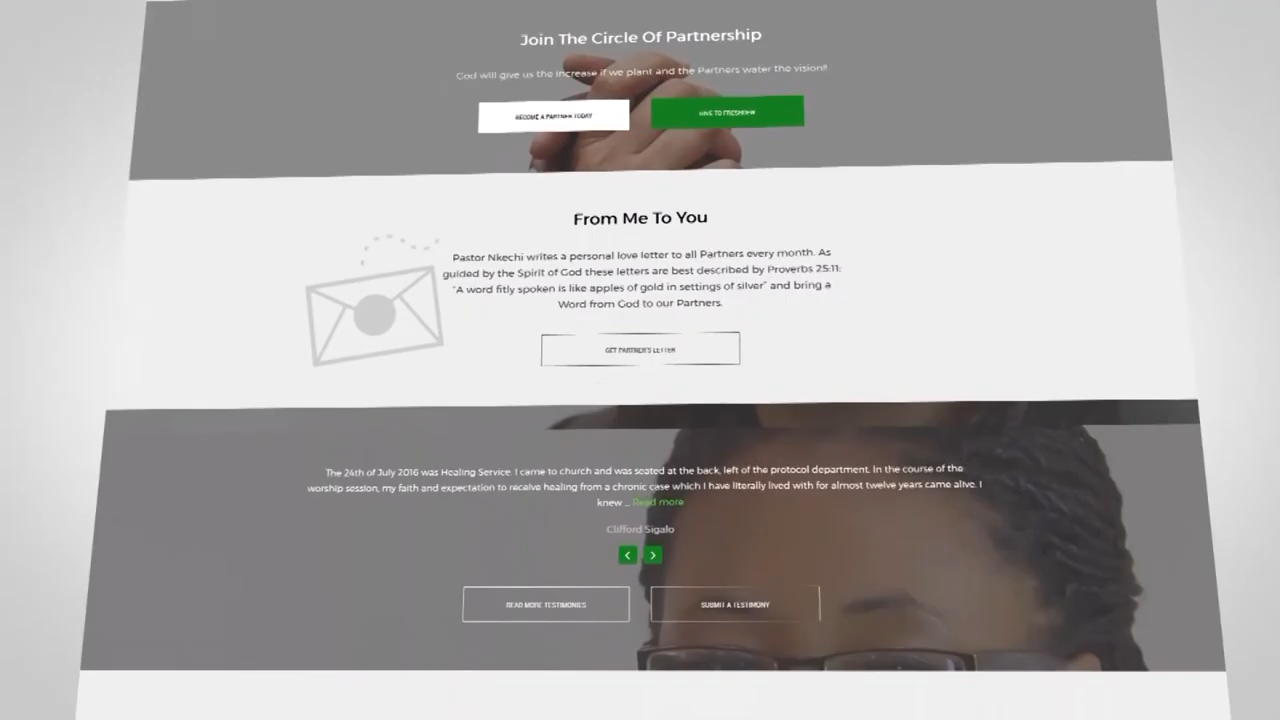 Join The Circle Of Partnership
God will give us the increase if we plant and the Partners water the vision!!
BECOME A PARTNER TODAY
GIVE TO FRESHDEW
From Me To You
Pastor Nkechi writes a personal love letter to all Partners every month. As
guided by the Spirit of God these letters are best described by Proverbs 25:11:
"A word fitly spoken is like apples of gold in settings of silver" and bring a
Word from God to our Partners.
GET PARTNER'S LETTER
The 24th of July 2016 was Healing Service. I came to church and was seated at the back, left of the protocol department. In the course of the
worship session, my faith and expectation to receive healing from a chronic case which I have literally lived with for almost twelve years came alive. I
knew ... Read more
Clifford Sigalo
READ MORE TESTIMONIES
SUBMIT A TESTIMONY